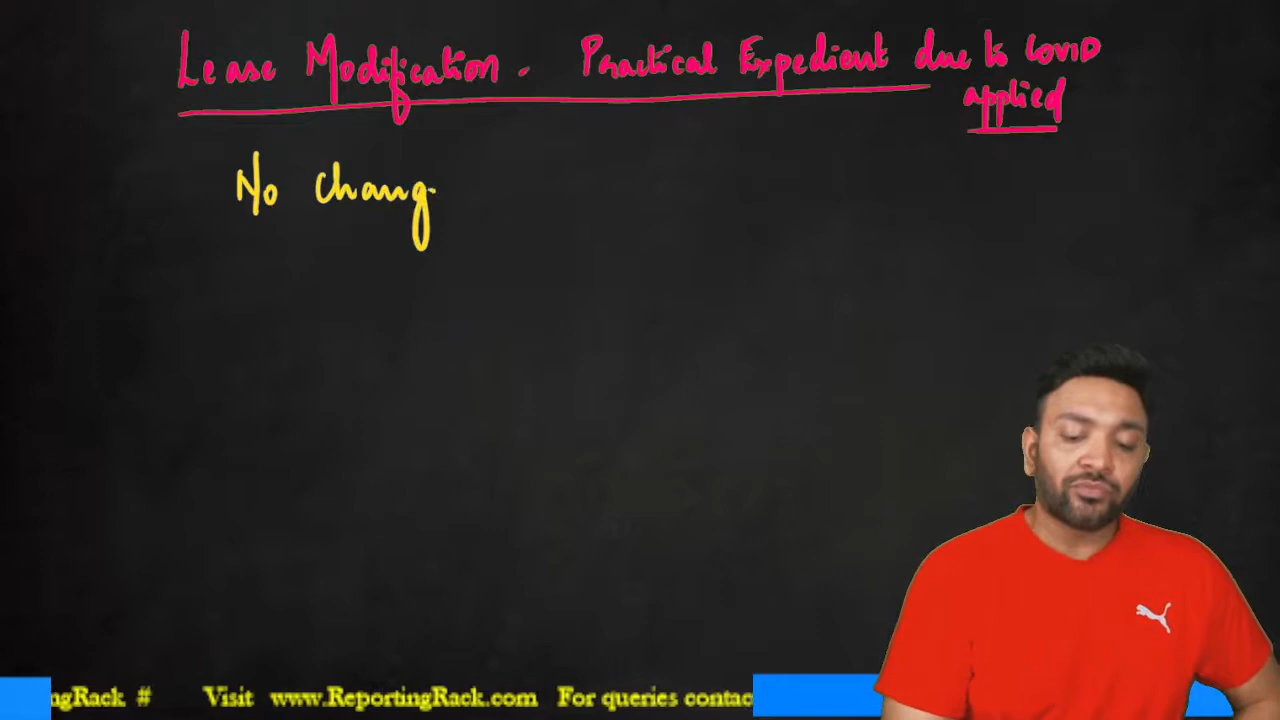 Lease Modification - Practical Expedient due to COVID
applied
No Chang
ngRack # Visit www.ReportingRack.com For queries contac